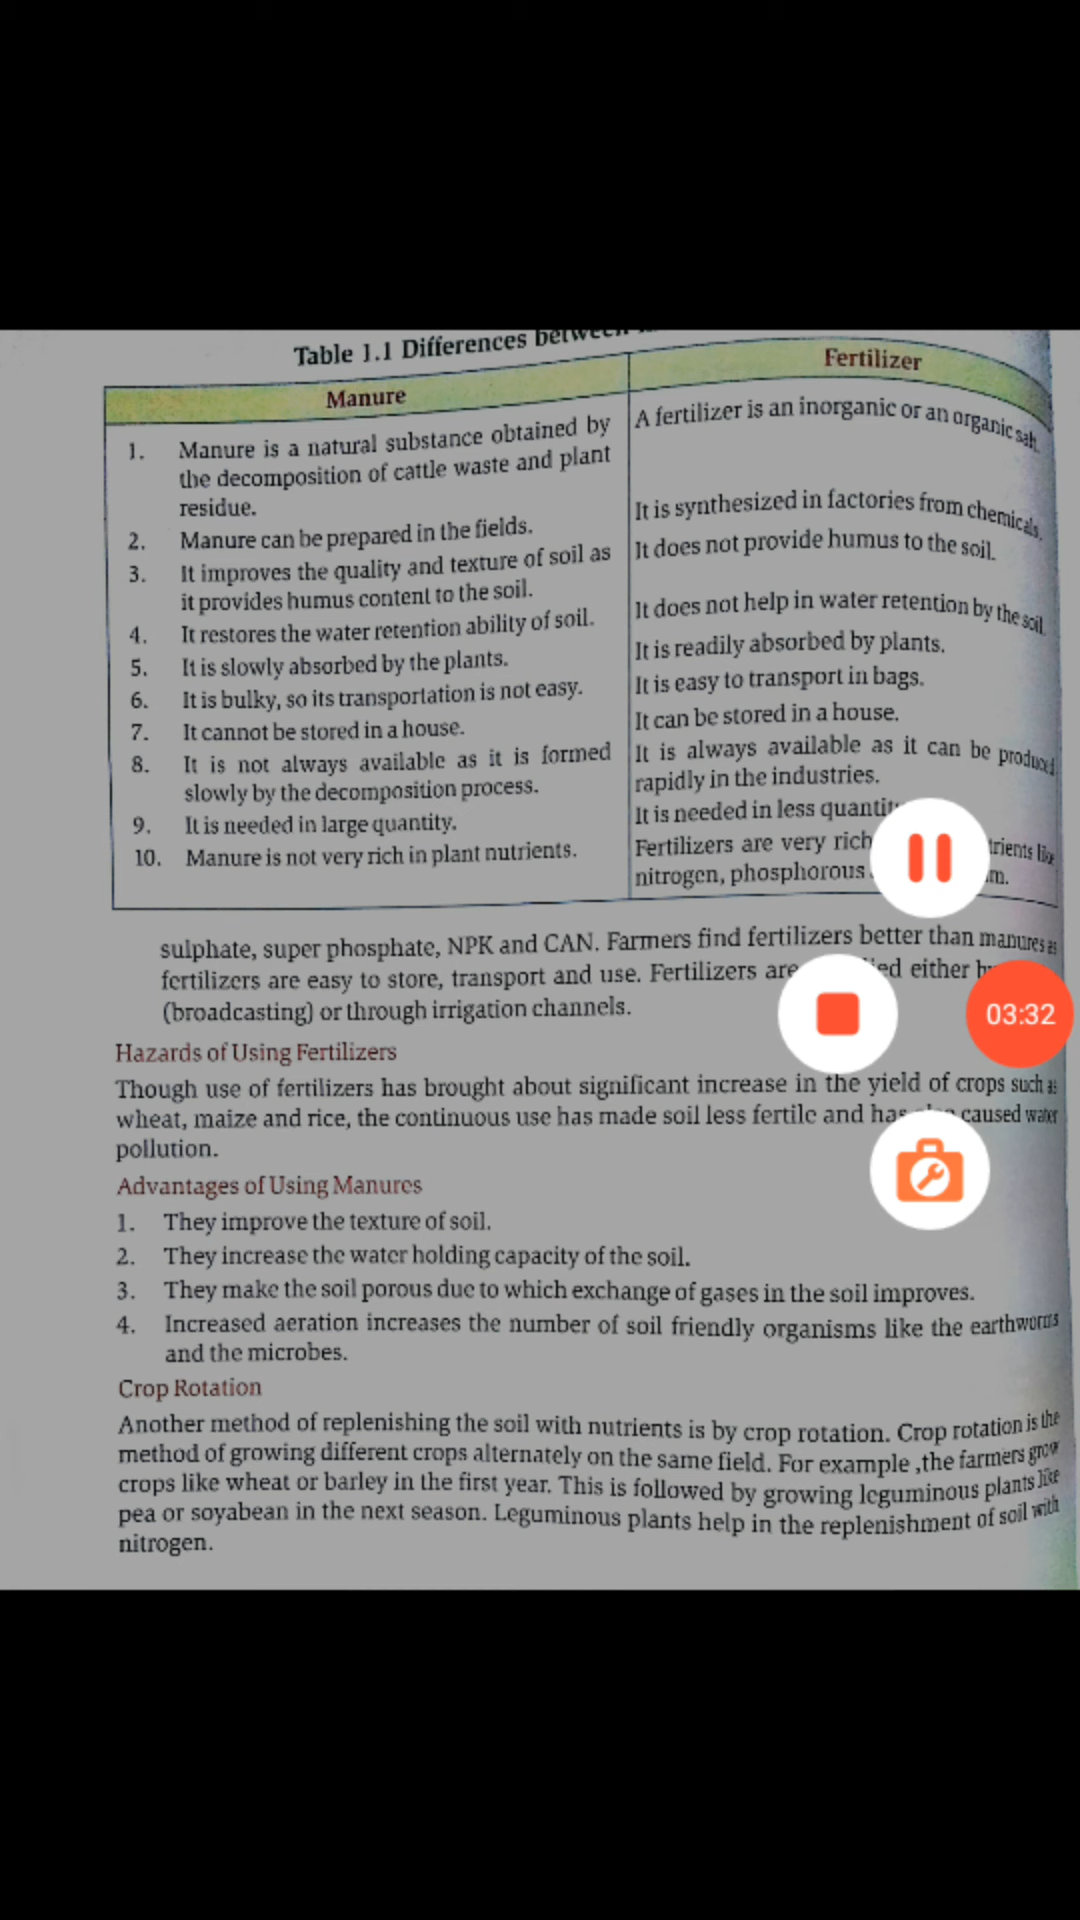 Table 1.1 Differences between
Manure
Fertilizer
1. Manure is a natural substance obtained by
the decomposition of cattle waste and plant
residue.
A fertilizer is an inorganic or an organic salt.
2. Manure can be prepared in the fields.
It is synthesized in factories from chemicals.
3. It improves the quality and texture of soil as
it provides humus content to the soil.
It does not provide humus to the soil.
4. It restores the water retention ability of soil.
It does not help in water retention by the soil.
5. It is slowly absorbed by the plants.
It is readily absorbed by plants.
6. It is bulky, so its transportation is not easy.
It is easy to transport in bags.
7. It cannot be stored in a house.
It can be stored in a house.
8. It is not always available as it is formed
slowly by the decomposition process.
It is always available as it can be produced
rapidly in the industries.
9. It is needed in large quantity.
It is needed in less
10. Manure is not very rich in plant nutrients.
Fertilizers are very rich like
nitrogen, phosphorous
sulphate, super phosphate, NPK and CAN. Farmers find fertilizers better than manures as
fertilizers are easy to store, transport and use. Fertilizers are either
(broadcasting) or through irrigation channels.
03:32
Hazards of Using Fertilizers
Though use of fertilizers has brought about significant increase in the yield of crops such as
wheat, maize and rice, the continuous use has made soil less fertile and has caused water
pollution.
Advantages of Using Manures
1. They improve the texture of soil.
2. They increase the water holding capacity of the soil.
3. They make the soil porous due to which exchange of gases in the soil improves.
4. Increased aeration increases the number of soil friendly organisms like the earthworms
and the microbes.
Crop Rotation
Another method of replenishing the soil with nutrients is by crop rotation. Crop rotation is the
method of growing different crops alternately on the same field. For example ,the farmers grow
crops like wheat or barley in the first year. This is followed by growing leguminous plants like
pea or soyabean in the next season. Leguminous plants help in the replenishment of soil with
nitrogen.